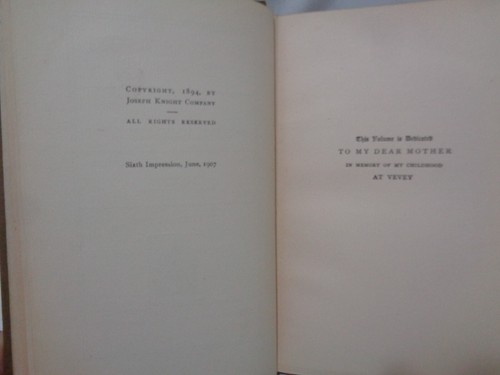 COPYRIGHT, 1894, BY
JOSEPH KNIGHT COMPANY
ALL RIGHTS RESERVED
Sixth Impression, June, 1907
This Volume is Dedicated
TO MY DEAR MOTHER
IN MEMORY OF MY CHILDHOOD
AT VEVEY